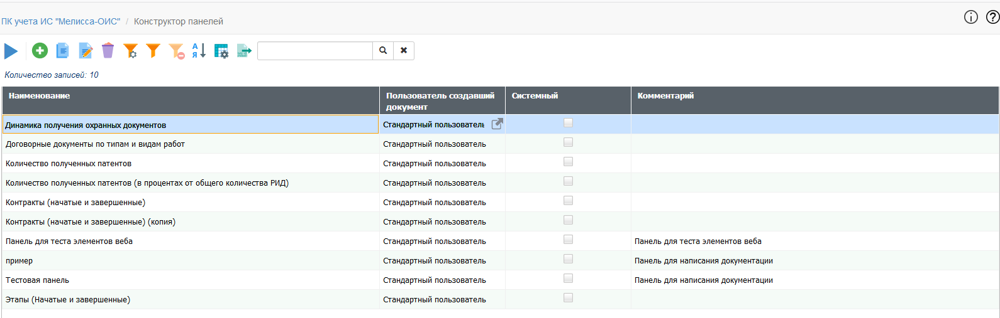 ПК учета ИС "Мелисса-ОИС" / Конструктор панелей
А
Я
Количество записей: 10
Наименование Пользователь создавший документ Системный Комментарий
Динамика получения охранных документов Стандартный пользователь
Договорные документы по типам и видам работ Стандартный пользователь
Количество полученных патентов Стандартный пользователь
Количество полученных патентов (в процентах от общего количества РИД) Стандартный пользователь
Контракты (начатые и завершенные) Стандартный пользователь
Контракты (начатые и завершенные) (копия) Стандартный пользователь
Панель для теста элементов веба Стандартный пользователь Панель для теста элементов веба
пример Стандартный пользователь Панель для написания документации
Тестовая панель Стандартный пользователь Панель для написания документации
Этапы (Начатые и завершенные) Стандартный пользователь